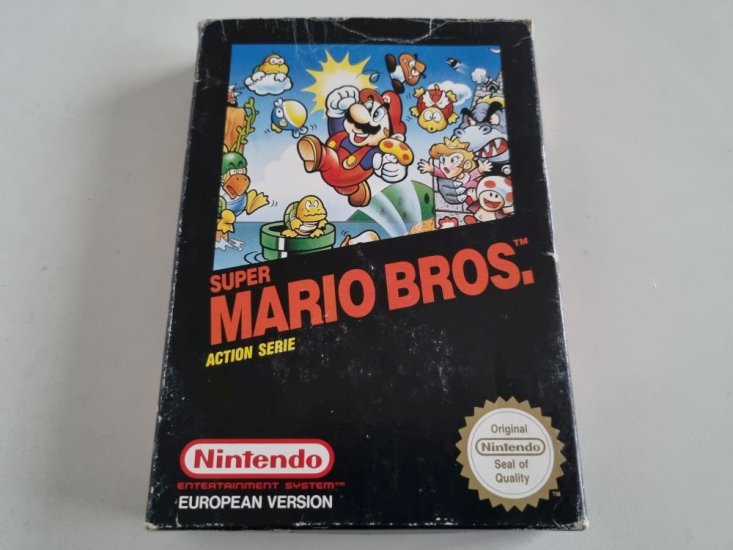 SUPER
MARIO BROS.™
ACTION SERIE
Nintendo
ENTERTAINMENT SYSTEM™
EUROPEAN VERSION
Original
Nintendo
Seal of
Quality
TM